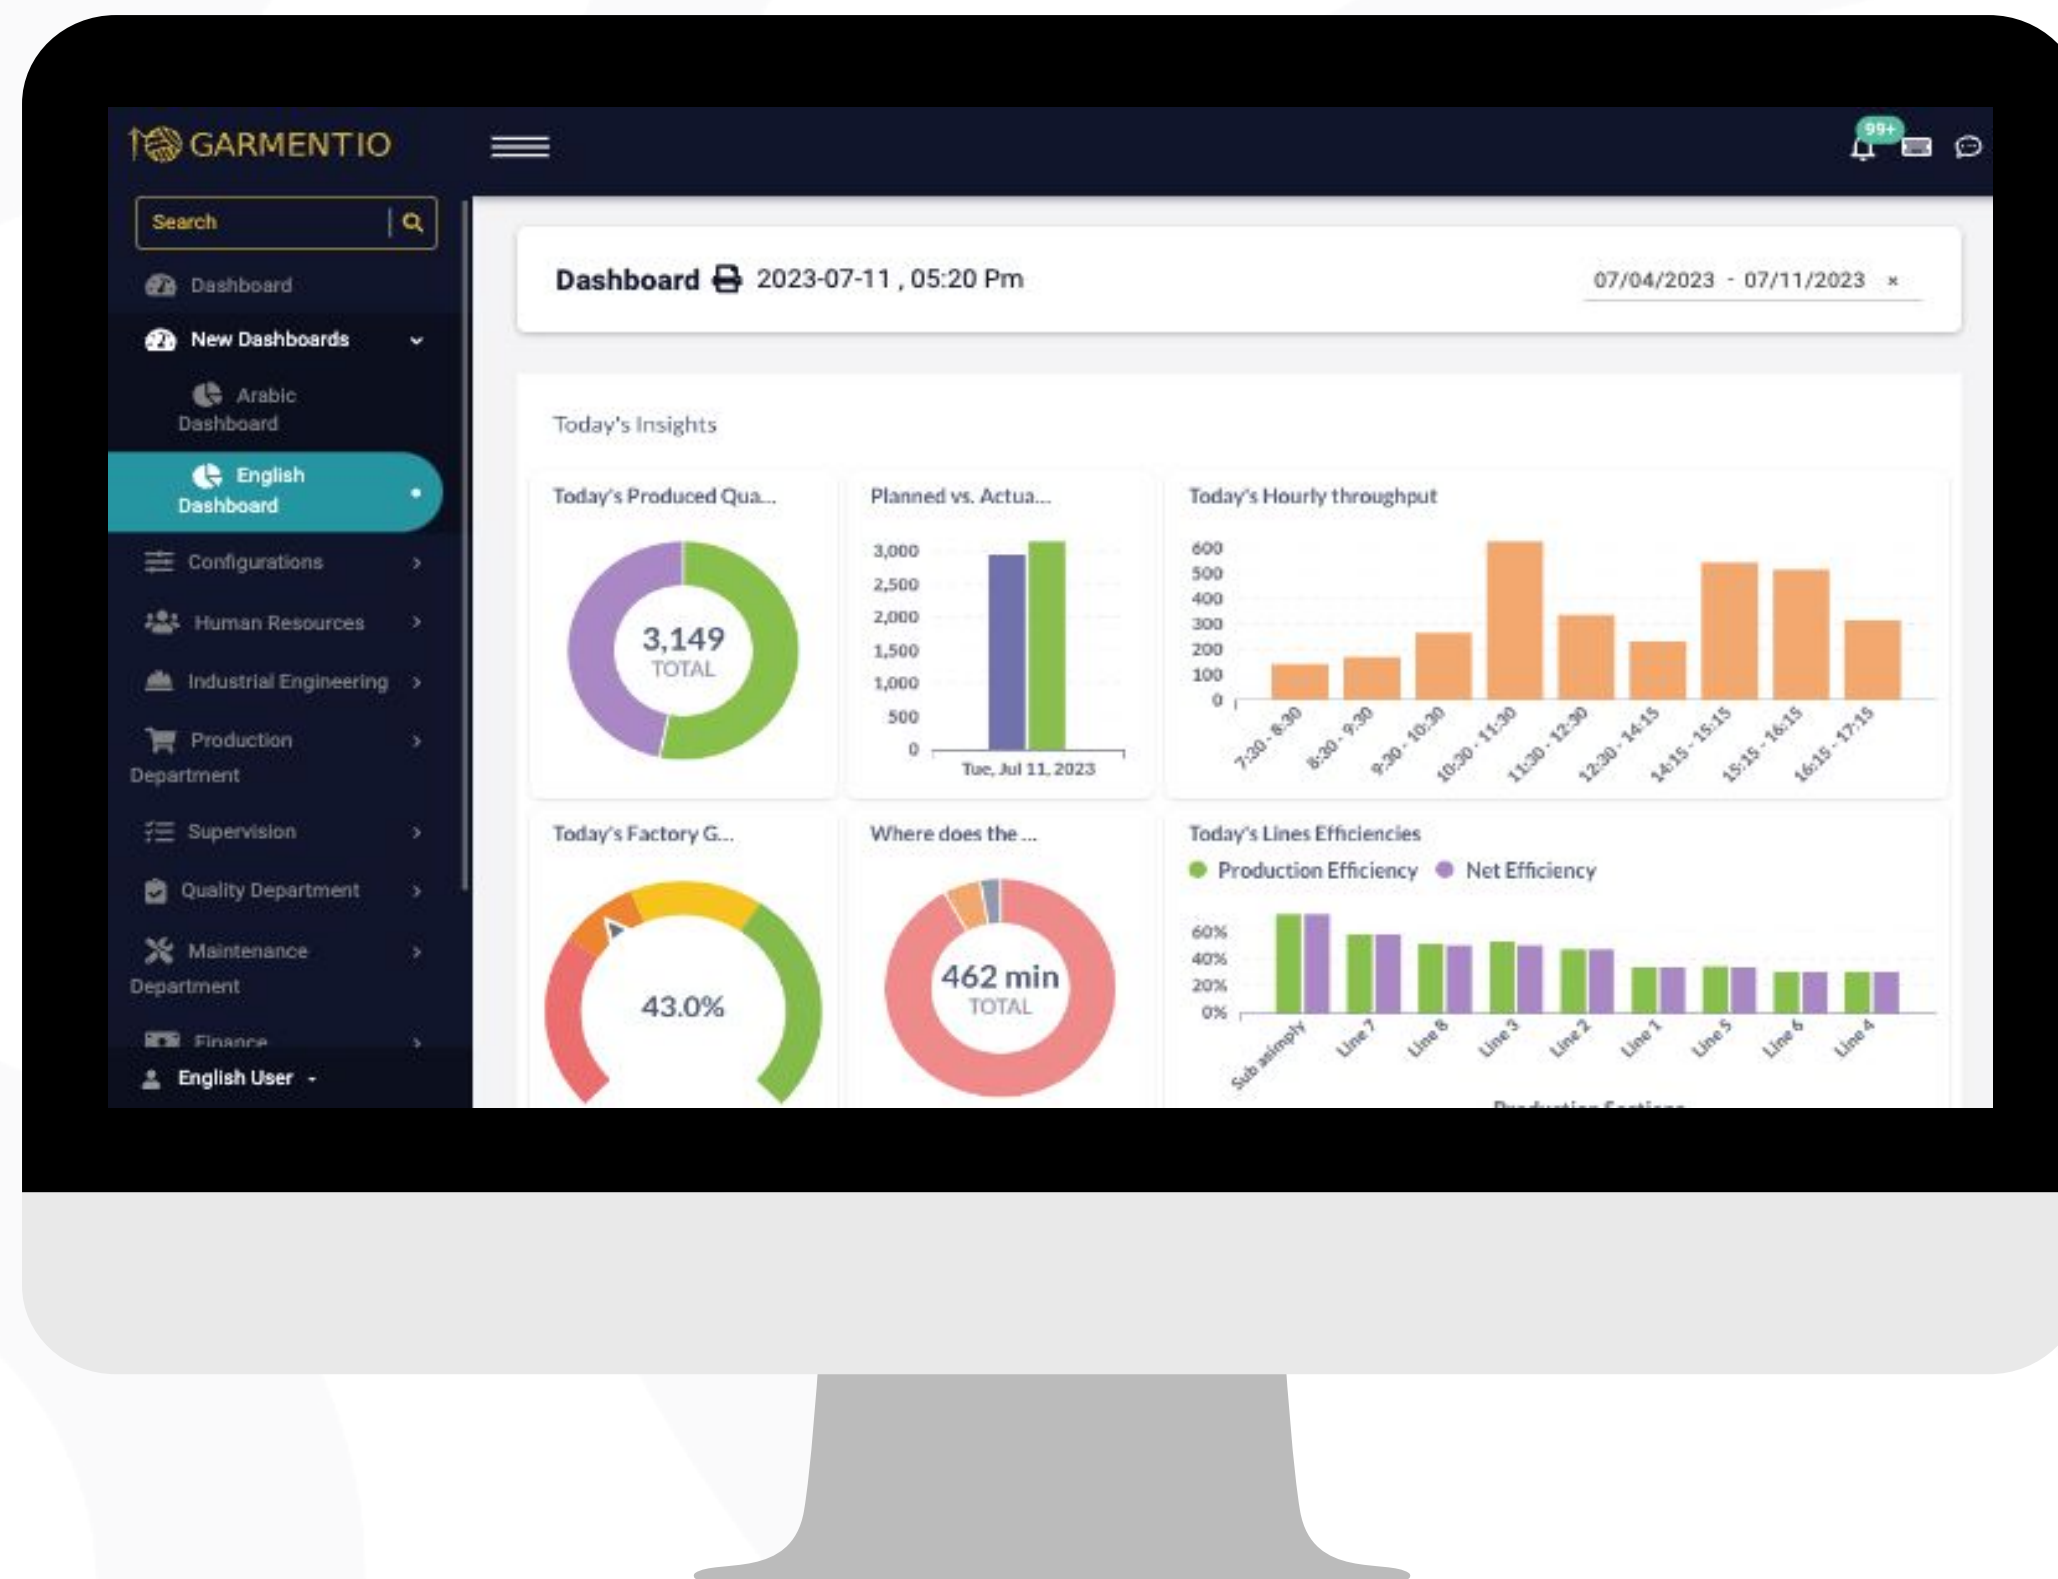 GARMENTIO
99+
Search
Dashboard
New Dashboards
Arabic
Dashboard
English
Dashboard
Configurations
Human Resources
Industrial Engineering
Production
Department
Supervision
Quality Department
Maintenance
Department
Finance
English User
Dashboard 2023-07-11 , 05:20 Pm
07/04/2023 - 07/11/2023 ×
Today's Insights
Today's Produced Qua...
3,149
TOTAL
Planned vs. Actua...
3,000
2,500
2,000
1,500
1,000
500
0
Tue, Jul 11, 2023
Today's Hourly throughput
600
500
400
300
200
100
0
7:30 - 8:30
8:30 - 9:30
9:30 - 10:30
10:30 - 11:30
11:30 - 12:30
12:30 - 14:15
14:15 - 15:15
15:15 - 16:15
16:15 - 17:15
Today's Factory G...
43.0%
Where does the ...
462 min
TOTAL
Today's Lines Efficiencies
Production Efficiency Net Efficiency
60%
40%
20%
0%
Sub asimply
Line 7
Line 8
Line 3
Line 2
Line 1
Line 5
Line 6
Line 4